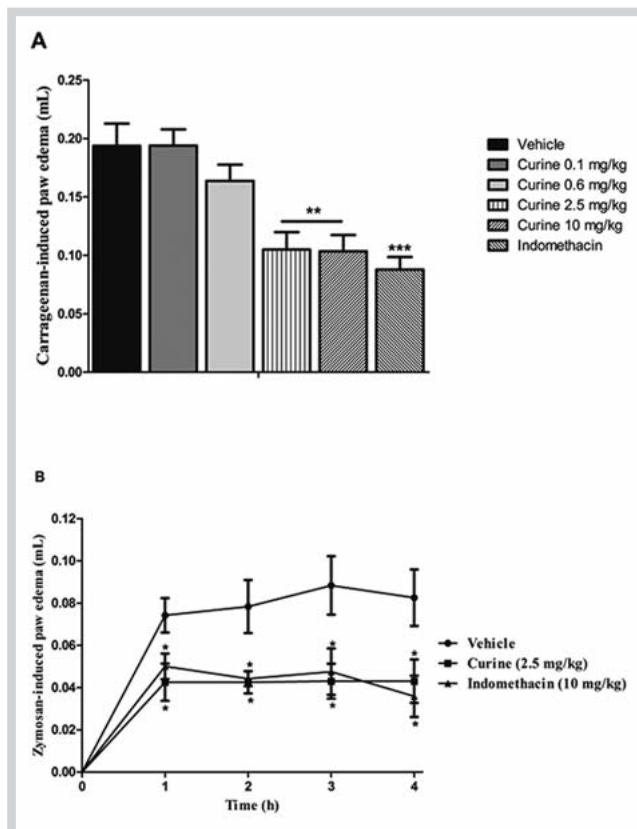 A
Carrageenan-induced paw edema (mL)
0.25
0.20
0.15
0.10
0.05
0.00
**
***
Vehicle
Curine 0.1 mg/kg
Curine 0.6 mg/kg
Curine 2.5 mg/kg
Curine 10 mg/kg
Indomethacin
B
Zymosan-induced paw edema (mL)
0.12
0.10
0.08
0.06
0.04
0.02
0.00
* * * *
* * * *
0 1 2 3 4
Time (h)
Vehicle
Curine (2.5 mg/kg)
Indomethacin (10 mg/kg)